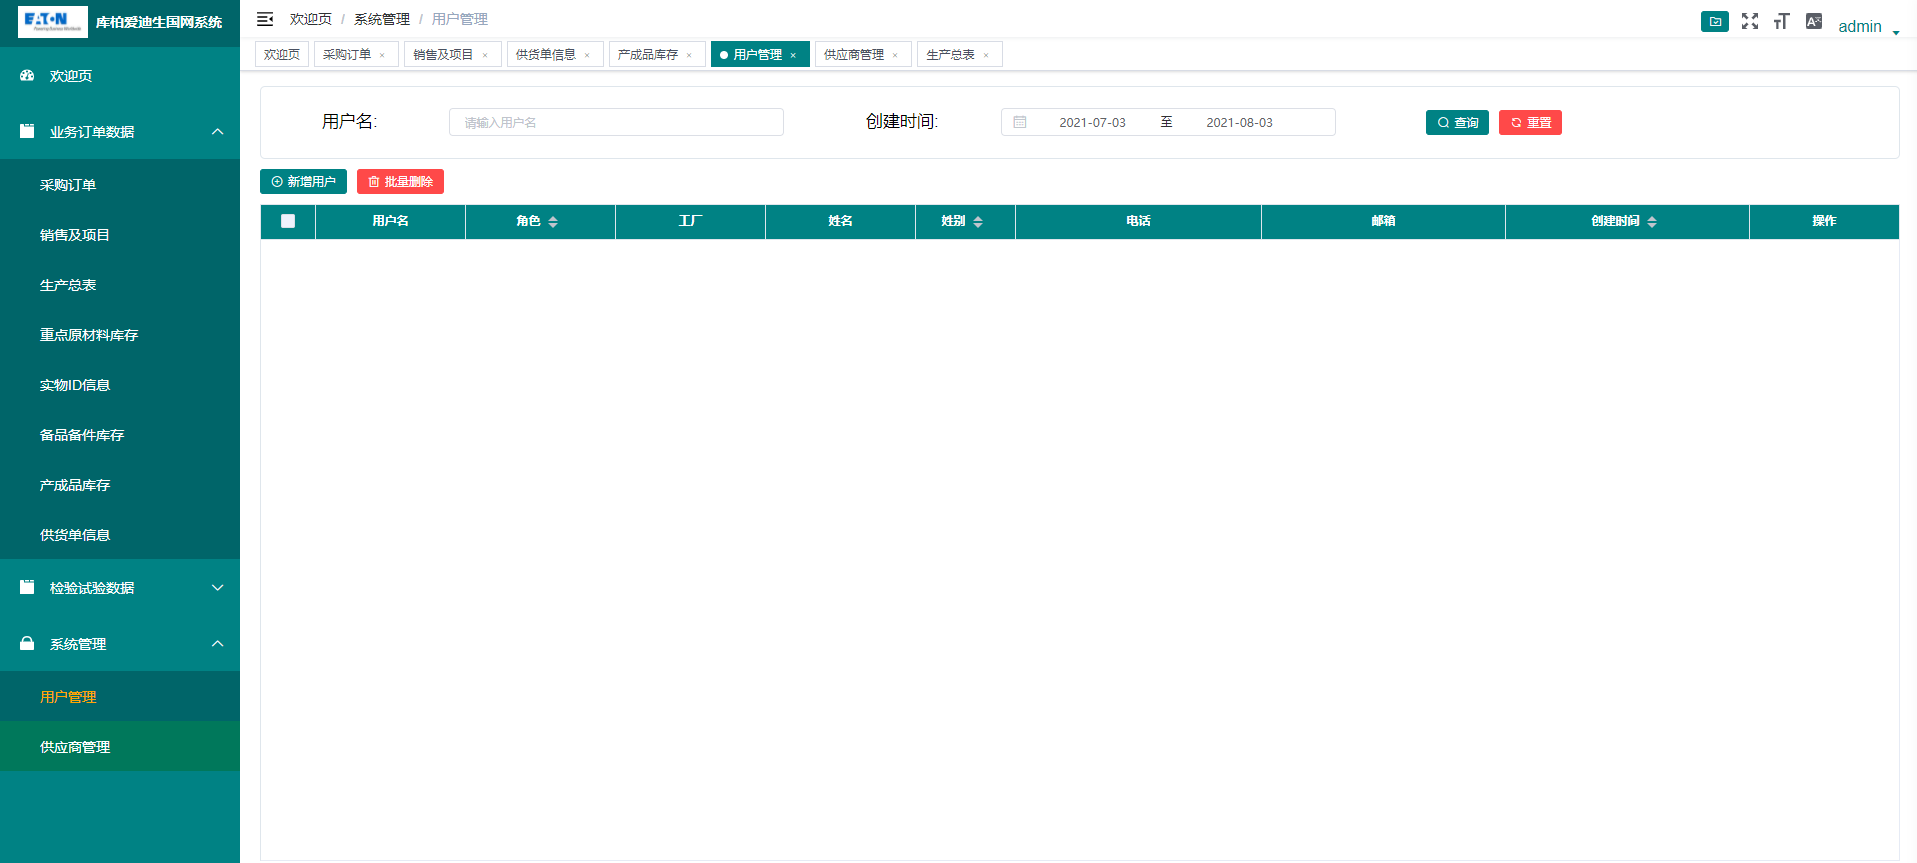 EATON
Powering Business Worldwide
库柏爱迪生国网系统
欢迎页
业务订单数据
采购订单
销售及项目
生产总表
重点原材料库存
实物ID信息
备品备件库存
产成品库存
供货单信息
检验试验数据
系统管理
用户管理
供应商管理
欢迎页 / 系统管理 / 用户管理
admin
欢迎页 采购订单 × 销售及项目 × 供货单信息 × 产成品库存 × 用户管理 × 供应商管理 × 生产总表 ×
用户名: 请输入用户名 创建时间: 2021-07-03 至 2021-08-03 查询 重置
新增用户 批量删除
用户名 角色 工厂 姓名 姓别 电话 邮箱 创建时间 操作